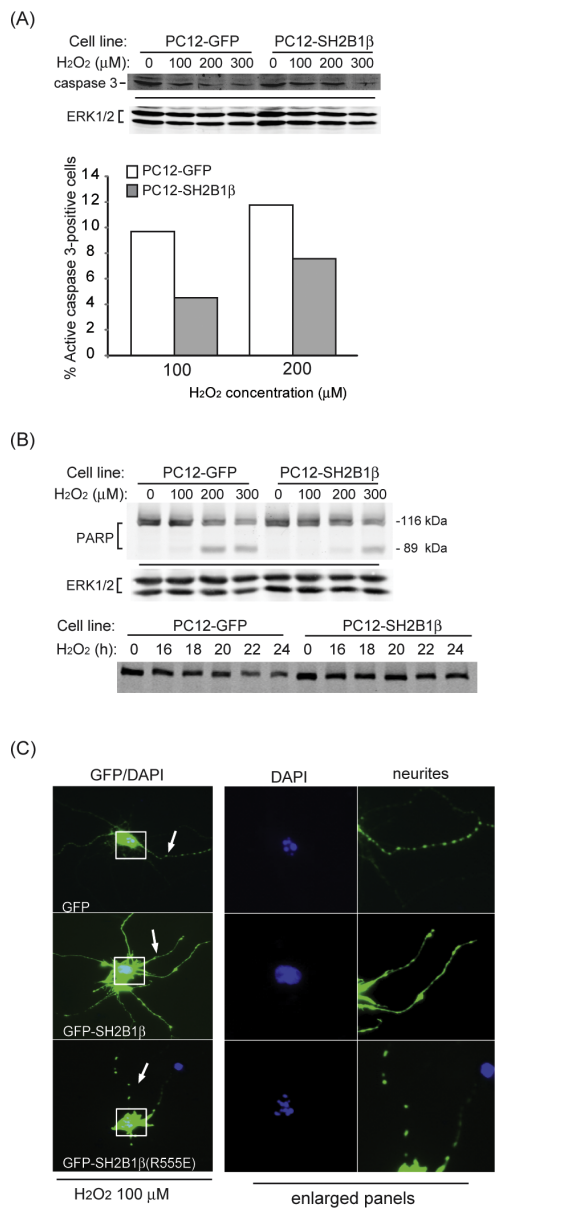 (A)
Cell line: PC12-GFP PC12-SH2B1β
H2O2 (μM): 0 100 200 300 0 100 200 300
caspase 3
ERK1/2
% Active caspase 3-positive cells
14
12
10
8
6
4
2
0
PC12-GFP
PC12-SH2B1β
100 200
H2O2 concentration (μM)
(B)
Cell line: PC12-GFP PC12-SH2B1β
H2O2 (μM): 0 100 200 300 0 100 200 300
PARP
-116 kDa
- 89 kDa
ERK1/2
Cell line: PC12-GFP PC12-SH2B1β
H2O2 (h): 0 16 18 20 22 24 0 16 18 20 22 24
(C)
GFP/DAPI DAPI neurites
GFP
GFP-SH2B1β
GFP-SH2B1β(R555E)
H2O2 100 μM
enlarged panels